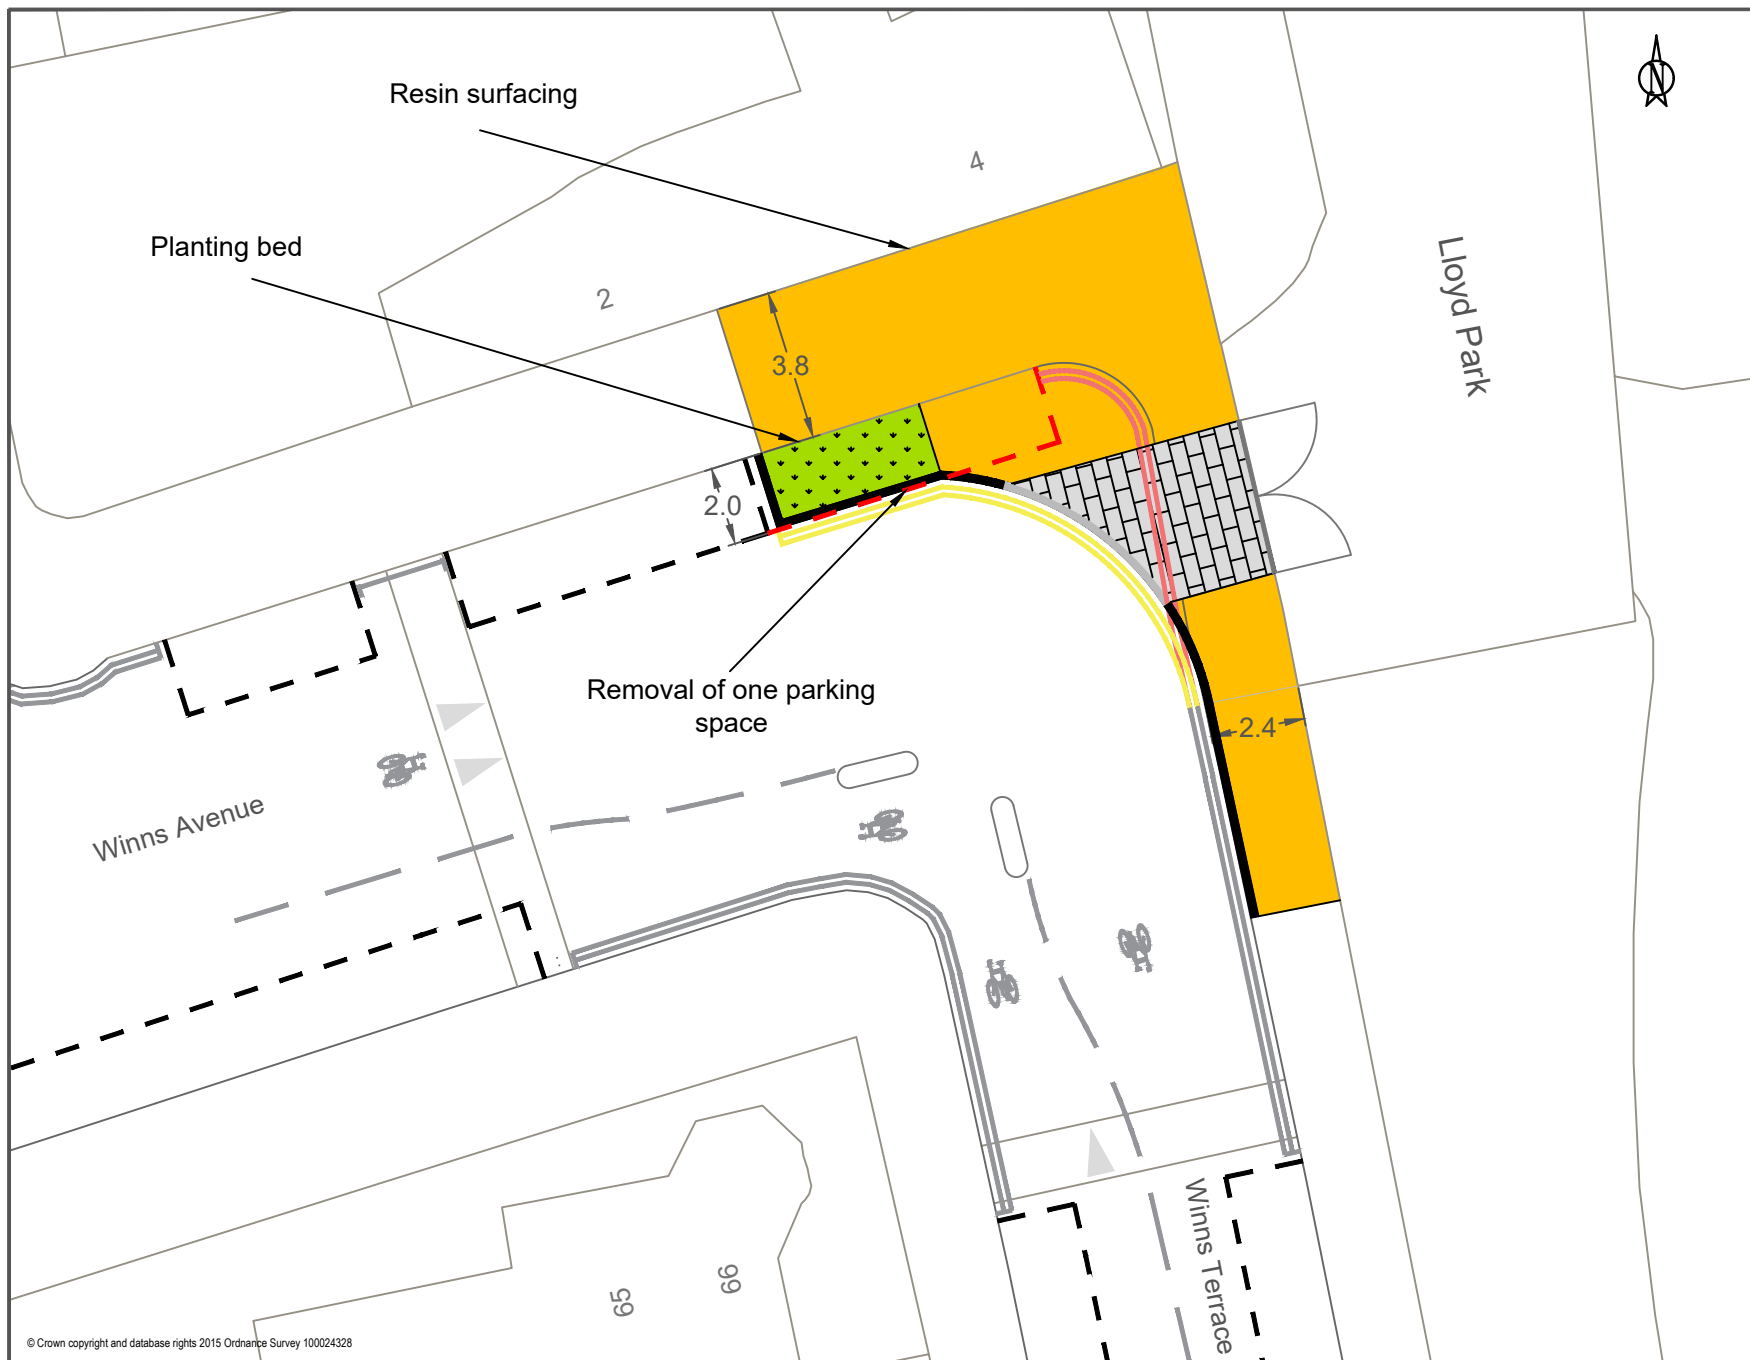 N
Resin surfacing
4
Planting bed
2
Lloyd Park
3.8
2.0
Removal of one parking
space
2.4
Winns Avenue
Winns Terrace
65
66
© Crown copyright and database rights 2015 Ordnance Survey 100024328